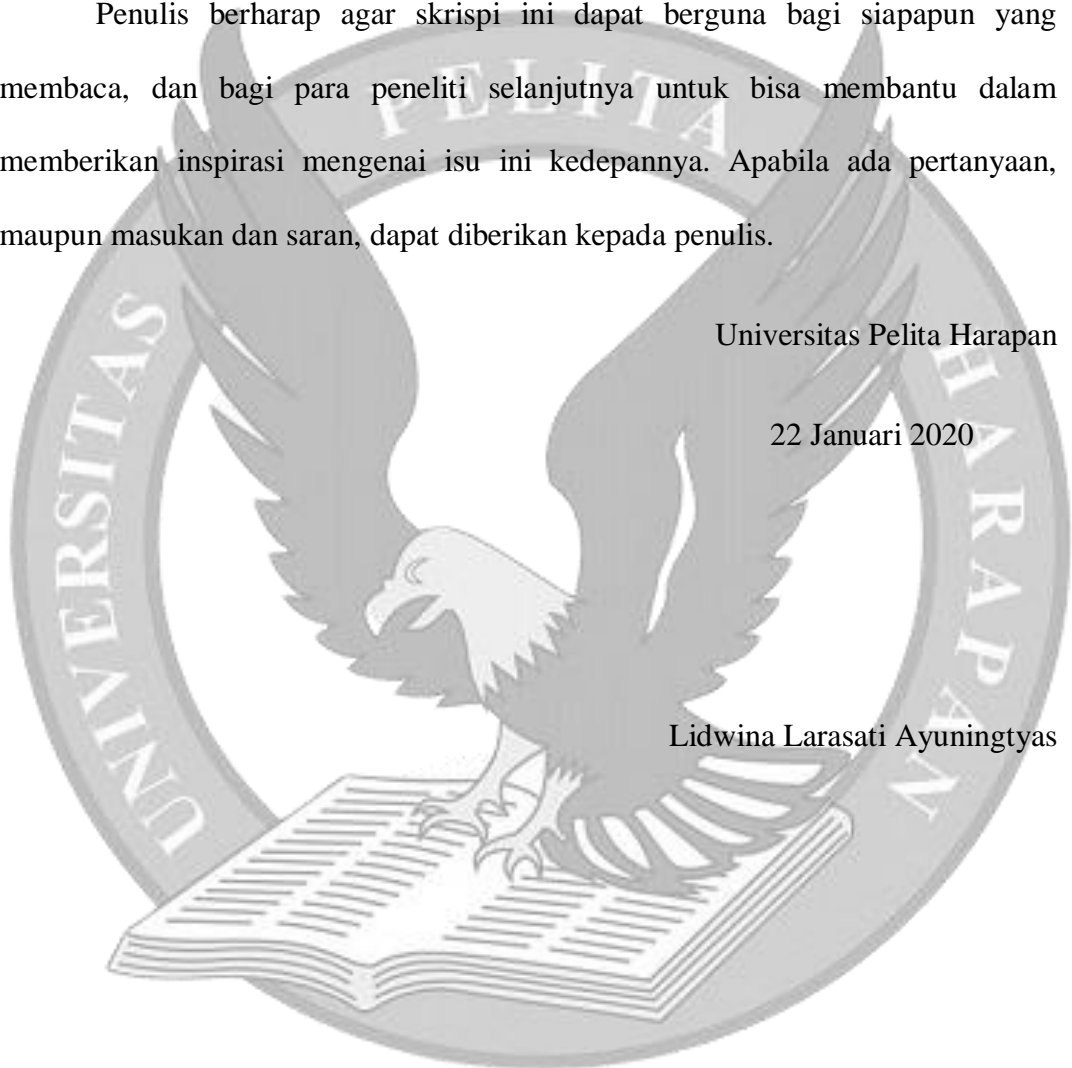 Penulis berharap agar skrispi ini dapat berguna bagi siapapun yang
membaca, dan bagi para peneliti selanjutnya untuk bisa membantu dalam
memberikan inspirasi mengenai isu ini kedepannya. Apabila ada pertanyaan,
maupun masukan dan saran, dapat diberikan kepada penulis.
Universitas Pelita Harapan
22 Januari 2020
Lidwina Larasati Ayuningtyas
UNIVERSITAS PELITA HARAPAN